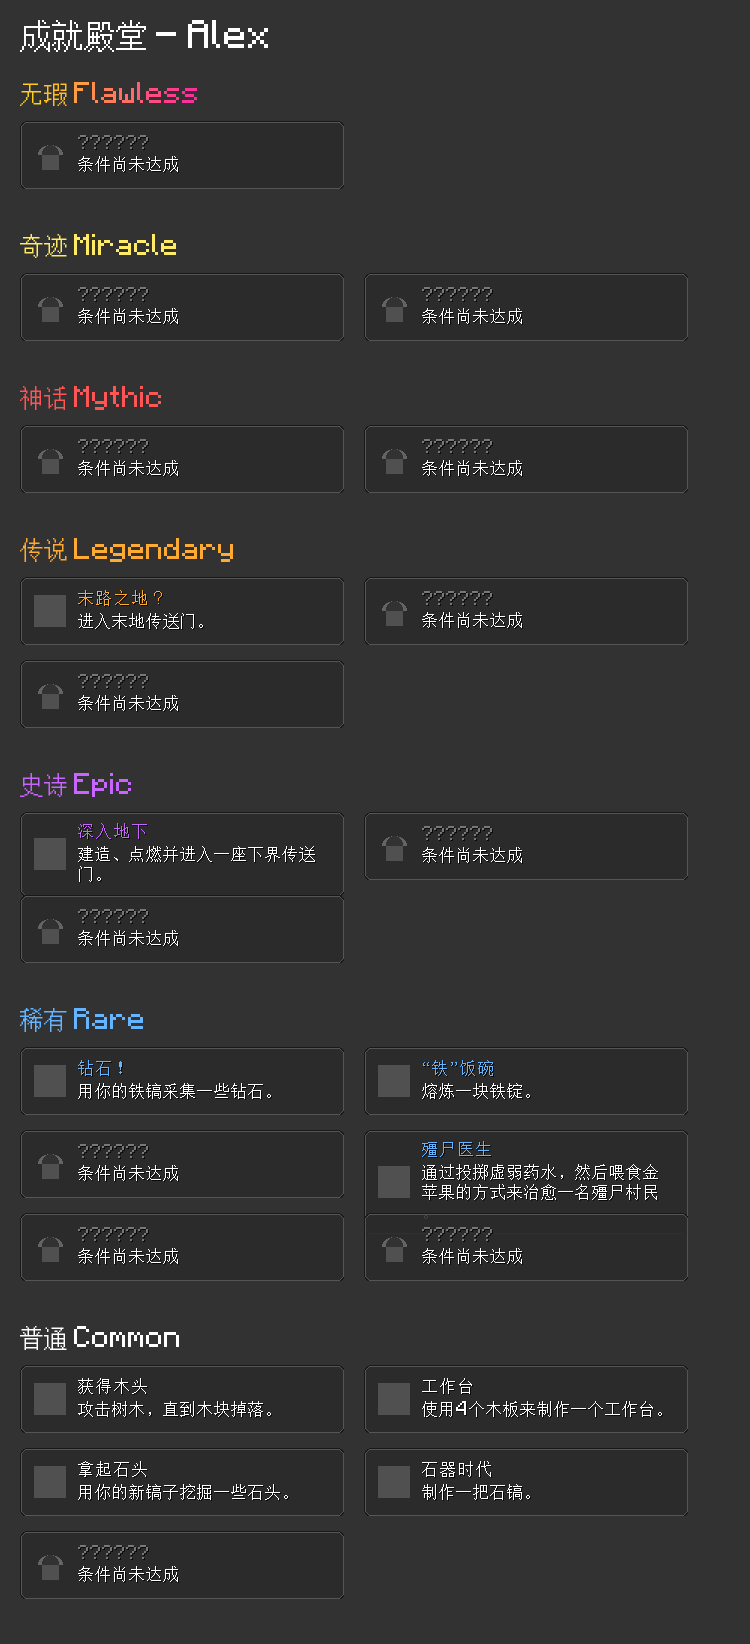 成就殿堂 - Alex
无瑕 Flawless
??????
条件尚未达成
奇迹 Miracle
??????
条件尚未达成
??????
条件尚未达成
神话 Mythic
??????
条件尚未达成
??????
条件尚未达成
传说 Legendary
末路之地？
进入末地传送门。
??????
条件尚未达成
??????
条件尚未达成
史诗 Epic
深入地下
建造、点燃并进入一座下界传送
门。
??????
条件尚未达成
??????
条件尚未达成
稀有 Rare
钻石！
用你的铁镐采集一些钻石。
“铁”饭碗
熔炼一块铁锭。
??????
条件尚未达成
殭尸医生
通过投掷虚弱药水，然后喂食金
苹果的方式来治愈一名殭尸村民
。
??????
条件尚未达成
??????
条件尚未达成
普通 Common
获得木头
攻击树木，直到木块掉落。
工作台
使用4个木板来制作一个工作台。
拿起石头
用你的新镐子挖掘一些石头。
石器时代
制作一把石镐。
??????
条件尚未达成